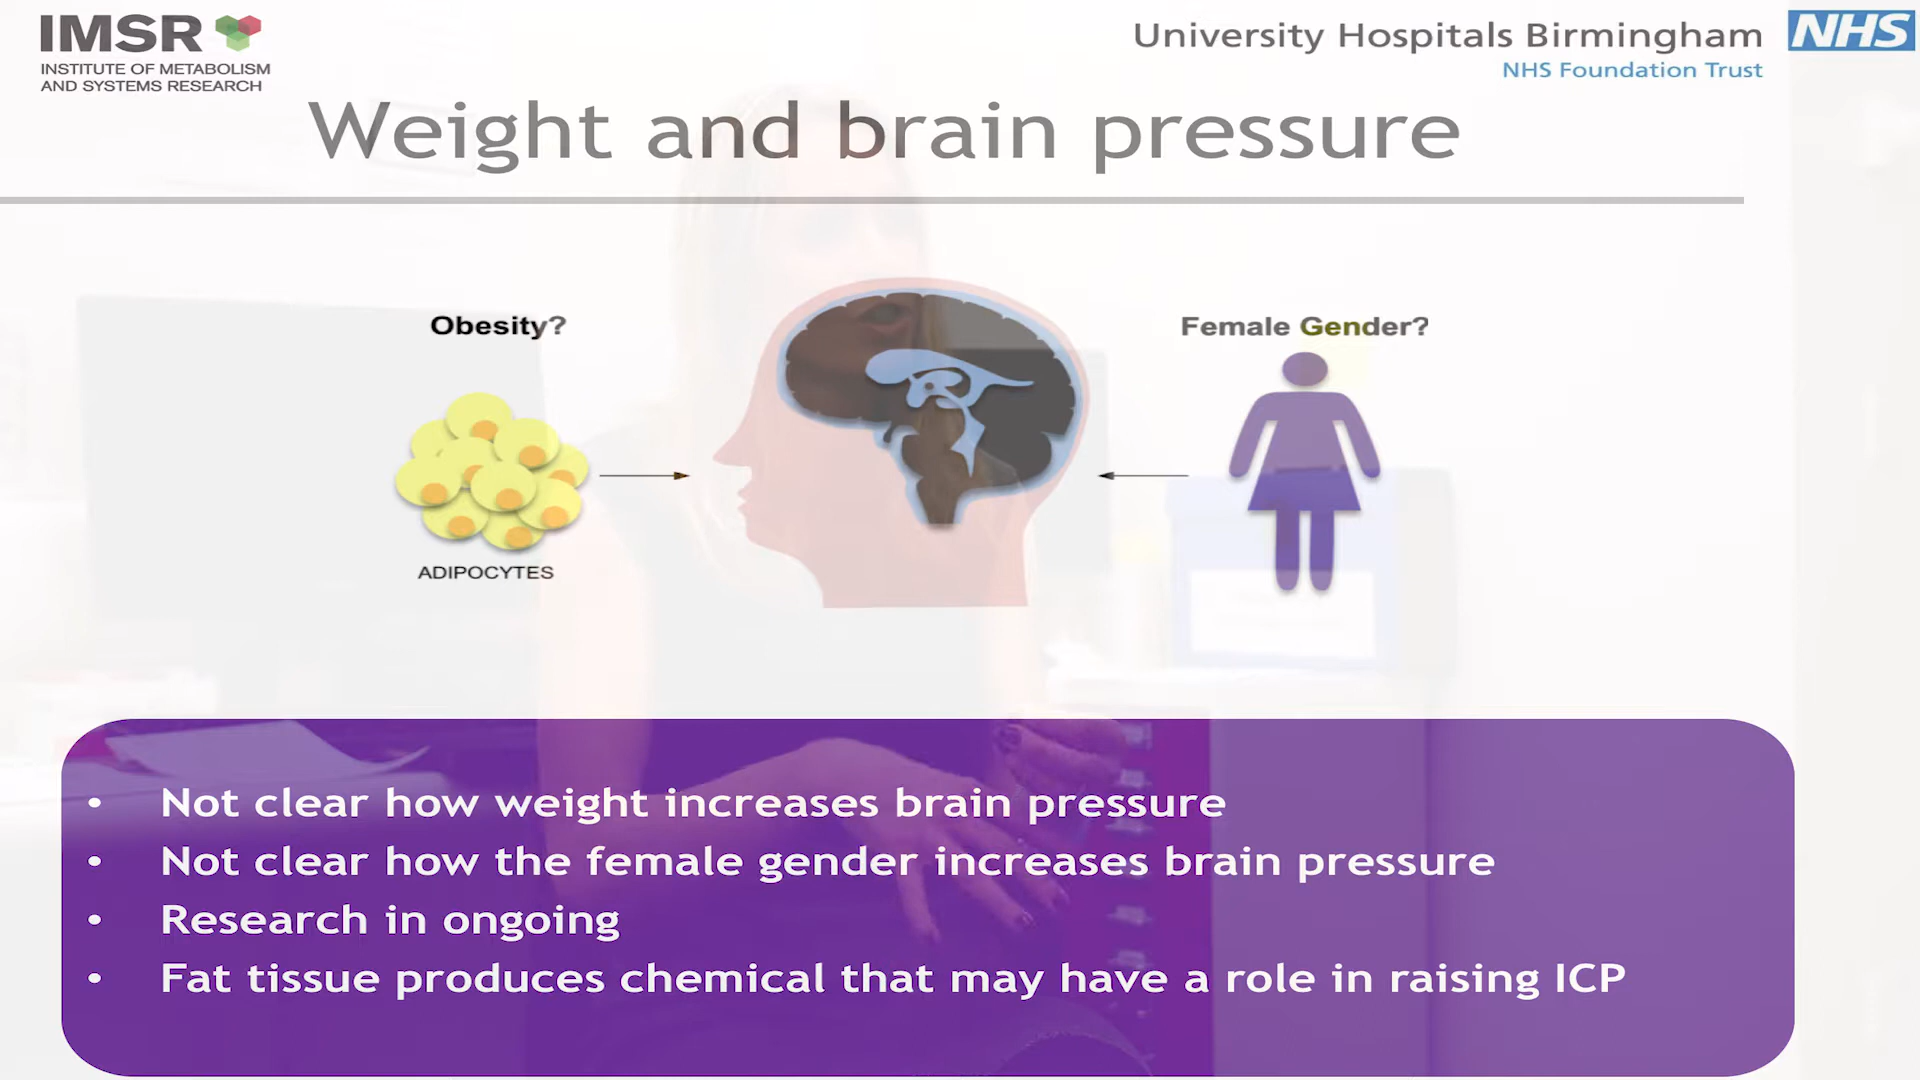 IMSR
INSTITUTE OF METABOLISM
AND SYSTEMS RESEARCH
University Hospitals Birmingham
NHS
NHS Foundation Trust
Weight and brain pressure
Obesity?
Female Gender?
ADIPOCYTES
• Not clear how weight increases brain pressure
• Not clear how the female gender increases brain pressure
• Research in ongoing
• Fat tissue produces chemical that may have a role in raising ICP